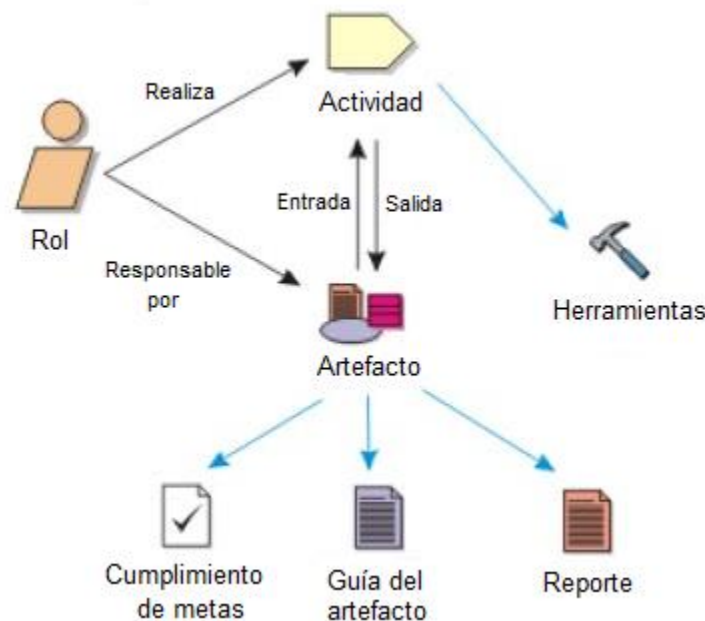 Realiza
Actividad
Entrada
Salida
Rol
Responsable
por
Herramientas
Artefacto
Cumplimiento
de metas
Guía del
artefacto
Reporte